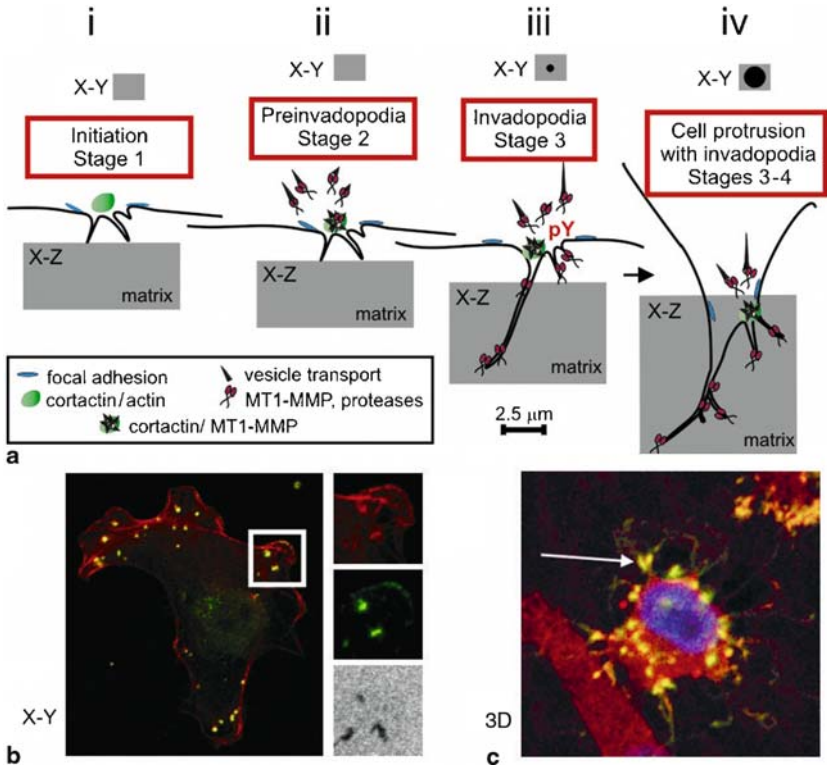 i
ii
iii
iv
X-Y
X-Y
X-Y
X-Y
Initiation
Stage 1
Preinvadopodia
Stage 2
Invadopodia
Stage 3
Cell protrusion
with invadopodia
Stages 3-4
pY
X-Z
matrix
X-Z
matrix
X-Z
matrix
X-Z
matrix
focal adhesion
cortactin/actin
vesicle transport
MT1-MMP, proteases
cortactin/ MT1-MMP
2.5 μm
a
X-Y
b
3D
c